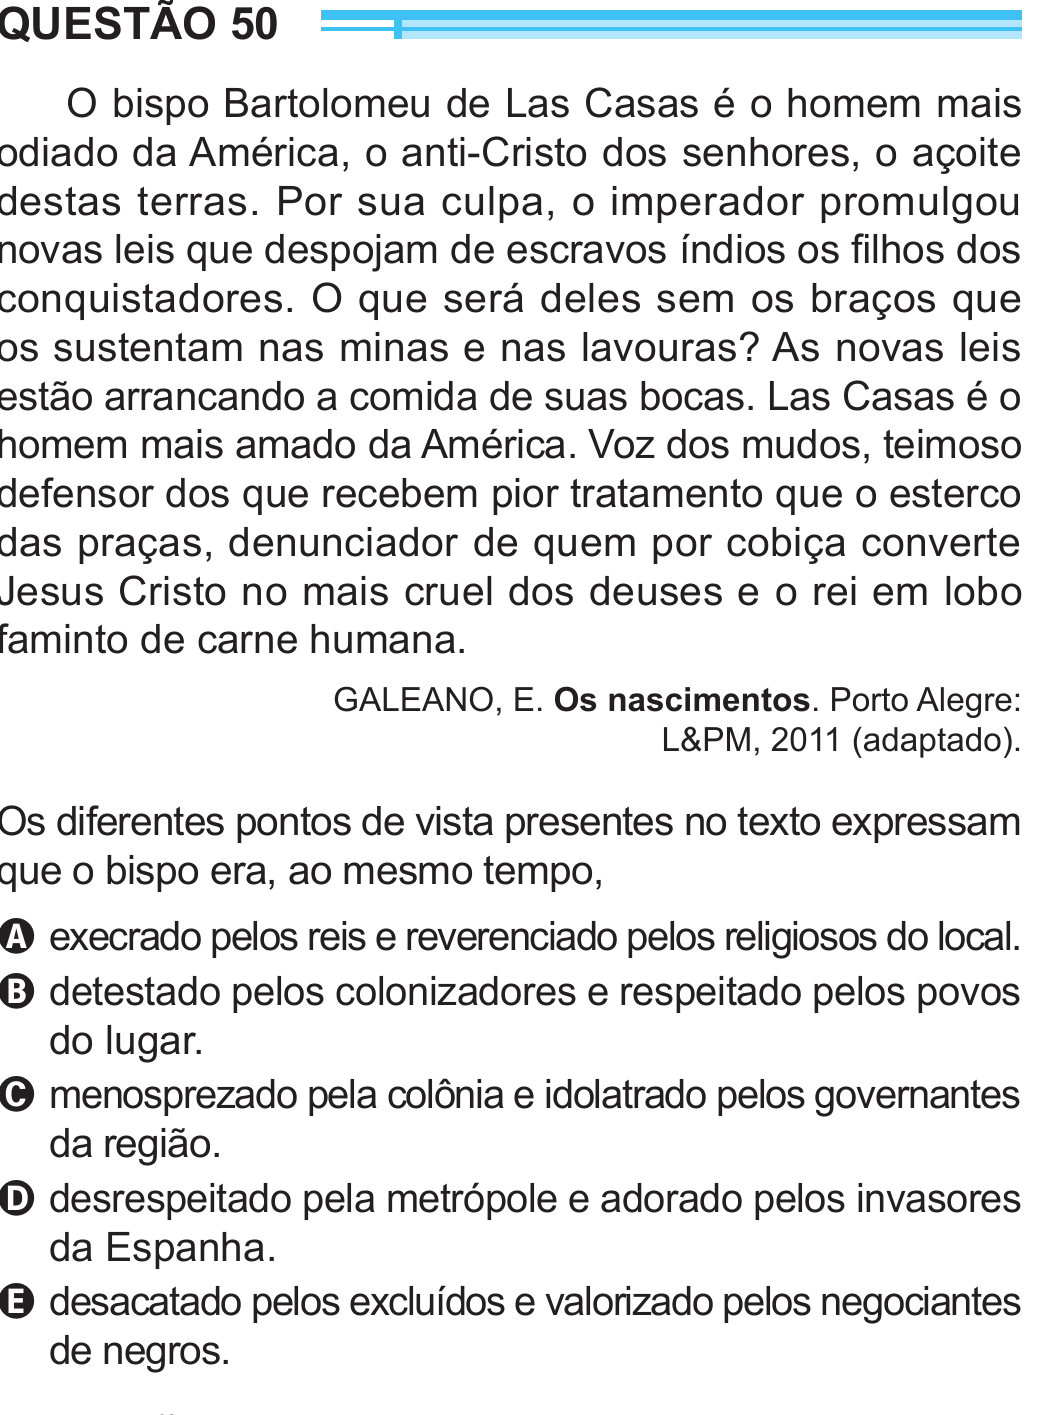 QUESTÃO 50
O bispo Bartolomeu de Las Casas é o homem mais
odiado da América, o anti-Cristo dos senhores, o açoite
destas terras. Por sua culpa, o imperador promulgou
novas leis que despojam de escravos índios os filhos dos
conquistadores. O que será deles sem os braços que
os sustentam nas minas e nas lavouras? As novas leis
estão arrancando a comida de suas bocas. Las Casas é o
homem mais amado da América. Voz dos mudos, teimoso
defensor dos que recebem pior tratamento que o esterco
das praças, denunciador de quem por cobiça converte
Jesus Cristo no mais cruel dos deuses e o rei em lobo
faminto de carne humana.
GALEANO, E. Os nascimentos. Porto Alegre:
L&PM, 2011 (adaptado).
Os diferentes pontos de vista presentes no texto expressam
que o bispo era, ao mesmo tempo,
A execrado pelos reis e reverenciado pelos religiosos do local.
B detestado pelos colonizadores e respeitado pelos povos
do lugar.
C menosprezado pela colônia e idolatrado pelos governantes
da região.
D desrespeitado pela metrópole e adorado pelos invasores
da Espanha.
E desacatado pelos excluídos e valorizado pelos negociantes
de negros.